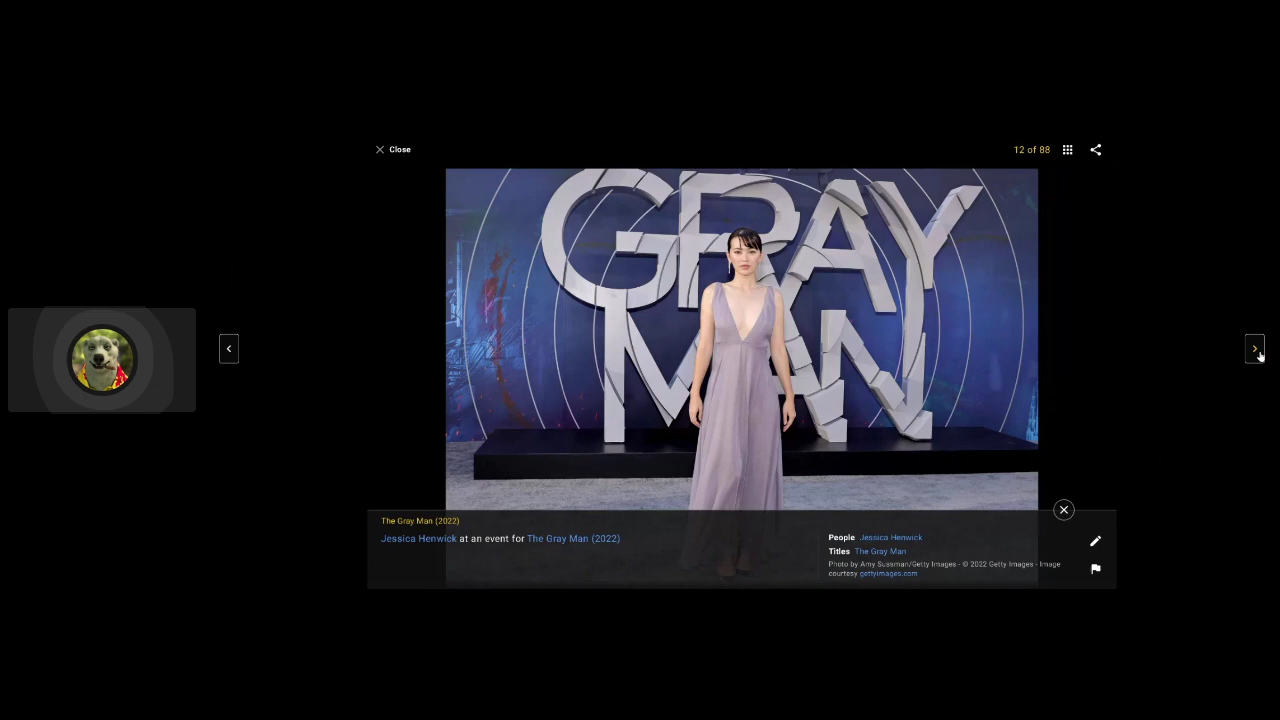 Close
12 of 88
GRAY
MAN
The Gray Man (2022)
Jessica Henwick at an event for The Gray Man (2022)
People Jessica Henwick
Titles The Gray Man
Photo by Amy Sussman/Getty Images - © 2022 Getty Images - Image
courtesy gettyimages.com